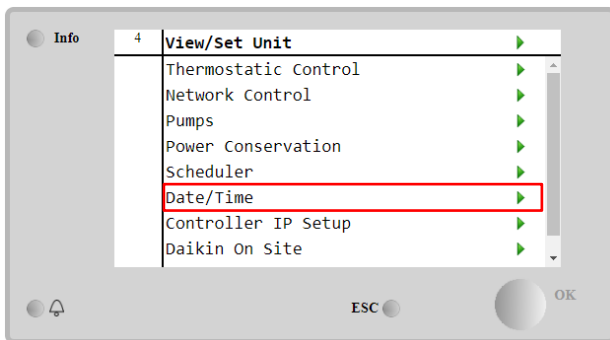 Info
4 View/Set Unit
Thermostatic Control
Network Control
Pumps
Power Conservation
Scheduler
Date/Time
Controller IP Setup
Daikin On Site
ESC
OK